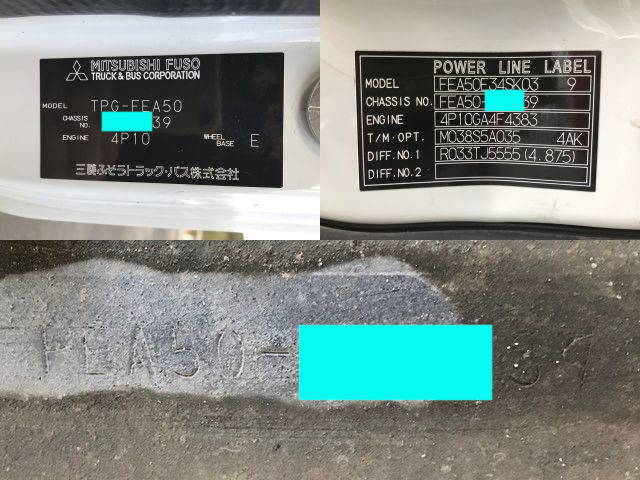 MITSUBISHI FUSO
TRUCK & BUS CORPORATION
MODEL TPG-FEA50
CHASSIS NO. 39
ENGINE 4P10 WHEEL BASE E
三菱ふそうトラック・バス株式会社
POWER LINE LABEL
MODEL FEA50E34SK03 9
CHASSIS NO. FEA50- 39
ENGINE 4P10GA4F4383
T/M・OPT. M038S5A035 4AK
DIFF.NO.1 R033TJ5555(4.875)
DIFF.NO.2
FEA50- 39